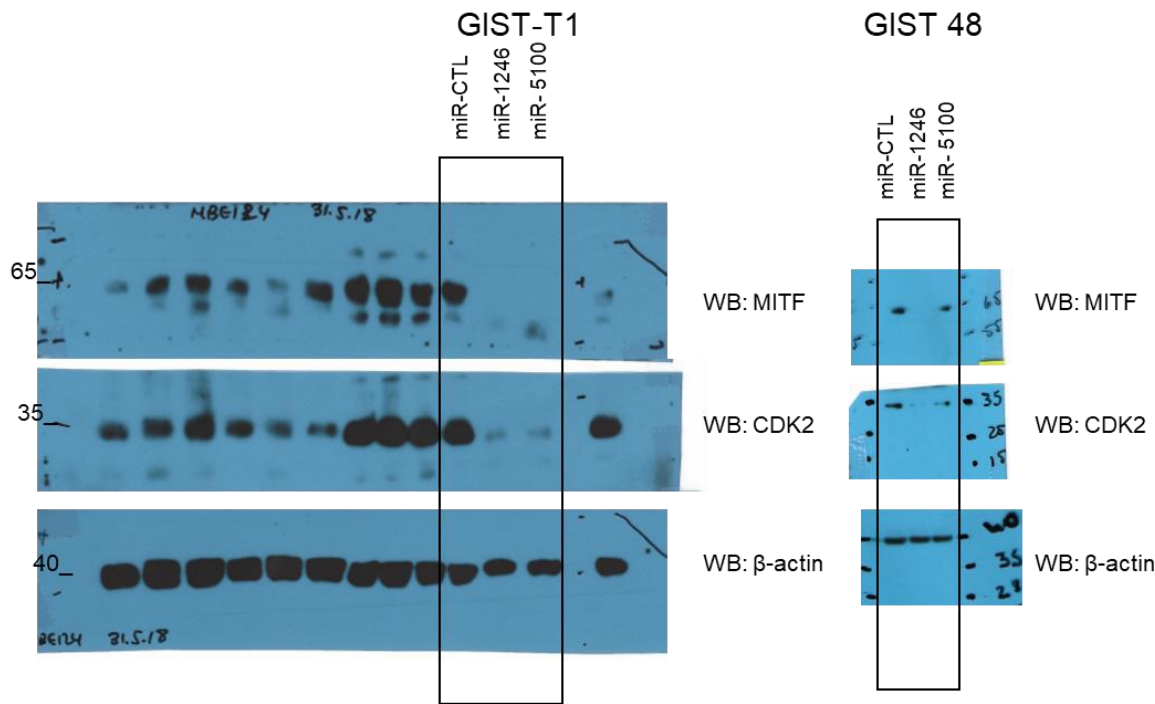 GIST-T1
GIST 48
miR-CTL
miR-1246
miR- 5100
miR-CTL
miR-1246
miR- 5100
31.5.18
65
WB: MITF
65
55
WB: MITF
35
WB: CDK2
35
25
15
WB: CDK2
40
WB: β-actin
40
35
WB: β-actin
31.5.18